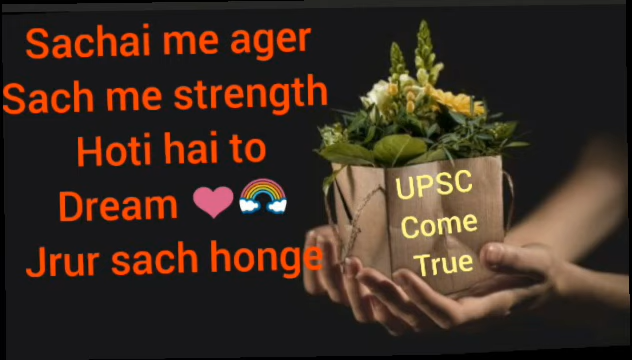 Sachai me ager
Sach me strength
Hoti hai to
Dream 🩷🌈
Jrur sach honge
UPSC
Come
True